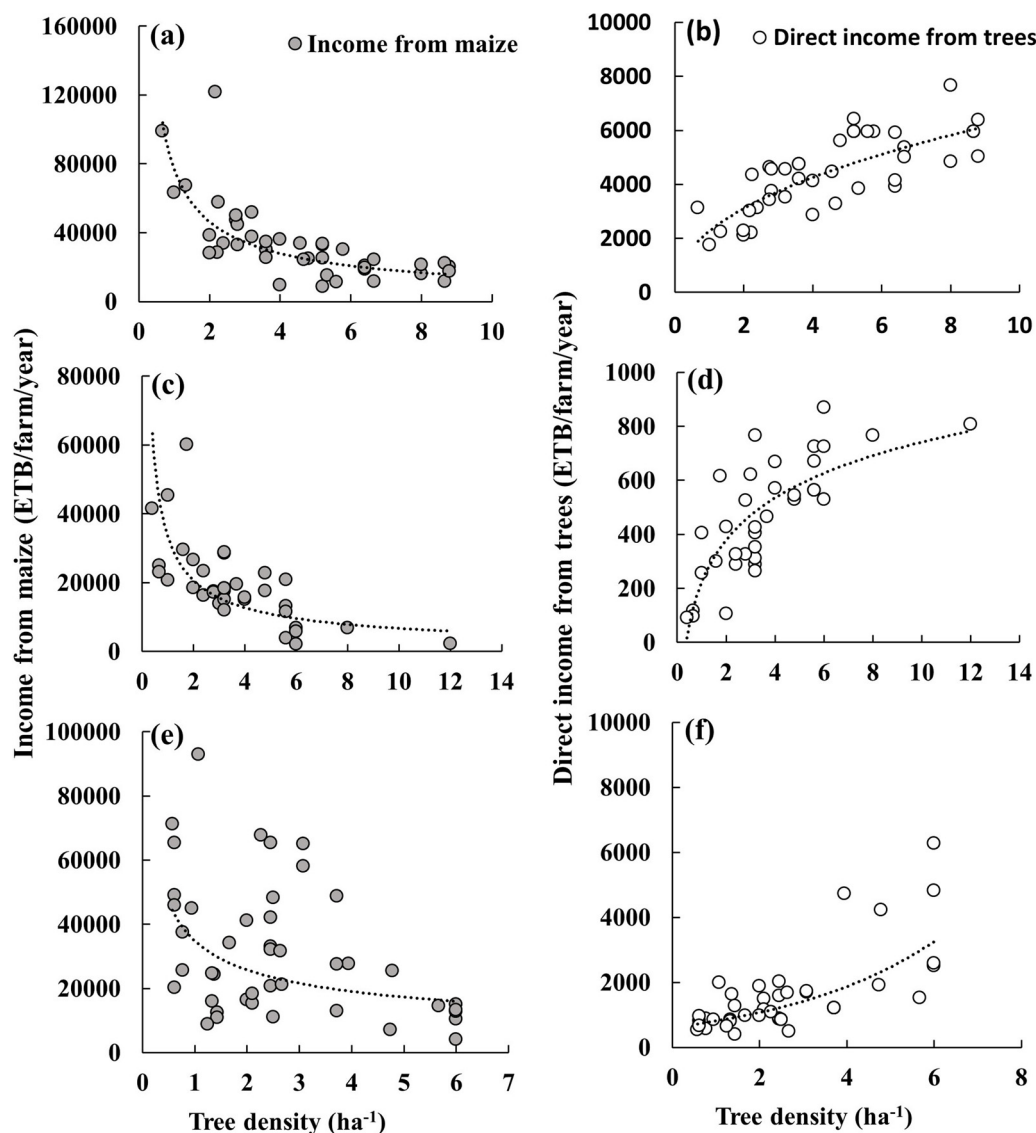 (a)
Income from maize
160000
120000
80000
40000
0
0 2 4 6 8 10
(b)
Direct income from trees
10000
8000
6000
4000
2000
0
0 2 4 6 8 10
Income from maize (ETB/farm/year)
Direct income from trees (ETB/farm/year)
(c)
80000
60000
40000
20000
0
0 2 4 6 8 10 12 14
(d)
1000
800
600
400
200
0
0 2 4 6 8 10 12 14
(e)
100000
80000
60000
40000
20000
0
0 1 2 3 4 5 6 7
Tree density (ha⁻¹)
(f)
10000
8000
6000
4000
2000
0
0 2 4 6 8
Tree density (ha⁻¹)